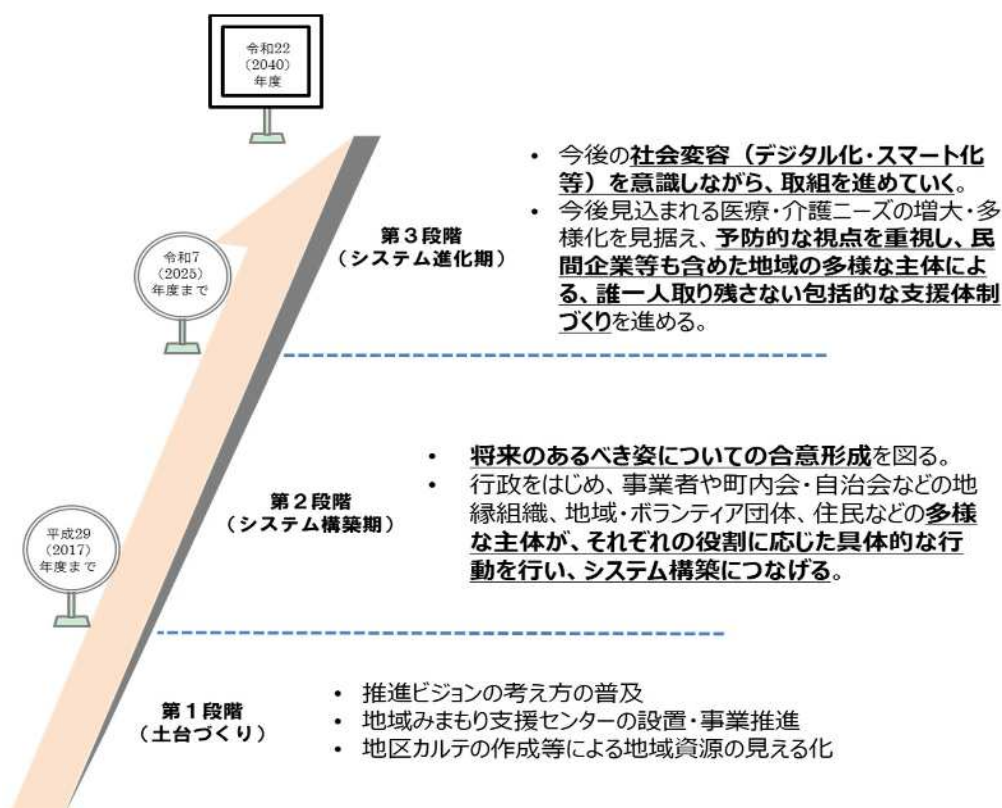 令和22
(2040)
年度
• 今後の社会変容（デジタル化・スマート化
等）を意識しながら、取組を進めていく。
• 今後見込まれる医療・介護ニーズの増大・多
様化を見据え、予防的な視点を重視し、民
間企業等も含めた地域の多様な主体によ
る、誰一人取り残さない包括的な支援体制
づくりを進める。
第３段階
（システム進化期）
令和7
(2025)
年度まで
• 将来のあるべき姿についての合意形成を図る。
• 行政をはじめ、事業者や町内会・自治会などの地
縁組織、地域・ボランティア団体、住民などの多様
な主体が、それぞれの役割に応じた具体的な行
動を行い、システム構築につなげる。
第２段階
（システム構築期）
平成29
(2017)
年度まで
第１段階
（土台づくり）
• 推進ビジョンの考え方の普及
• 地域みまもり支援センターの設置・事業推進
• 地区カルテの作成等による地域資源の見える化